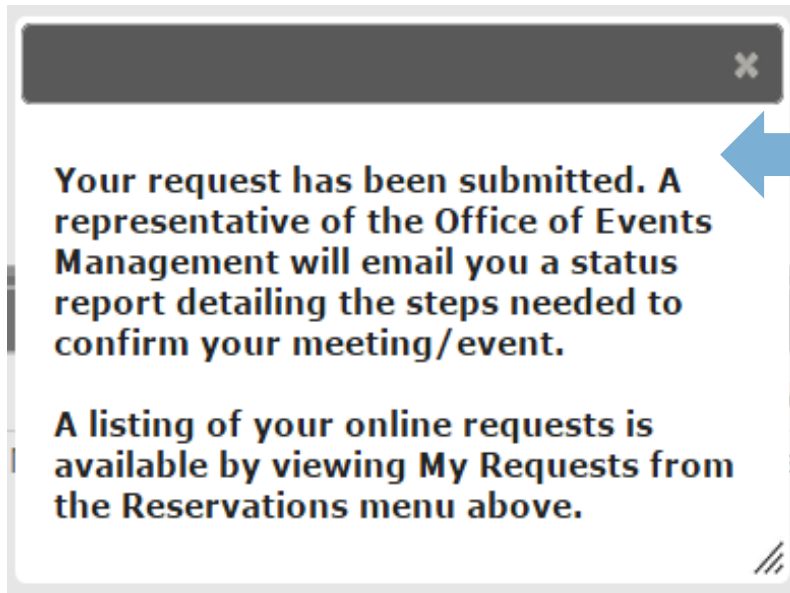 Your request has been submitted. A
representative of the Office of Events
Management will email you a status
report detailing the steps needed to
confirm your meeting/event.
A listing of your online requests is
available by viewing My Requests from
the Reservations menu above.